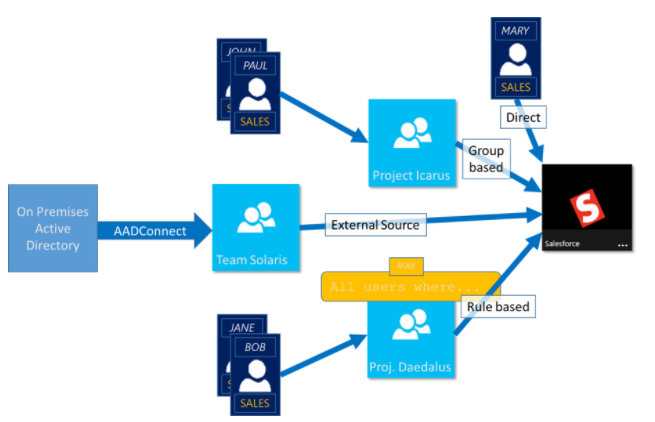 JOHN
PAUL
SALES
MARY
SALES
Direct
Project Icarus
Group
based
On Premises
Active
Directory
AADConnect
Team Solaris
External Source
S
Salesforce
...
RULE
All users where...
Rule based
Proj. Daedalus
JANE
BOB
SALES